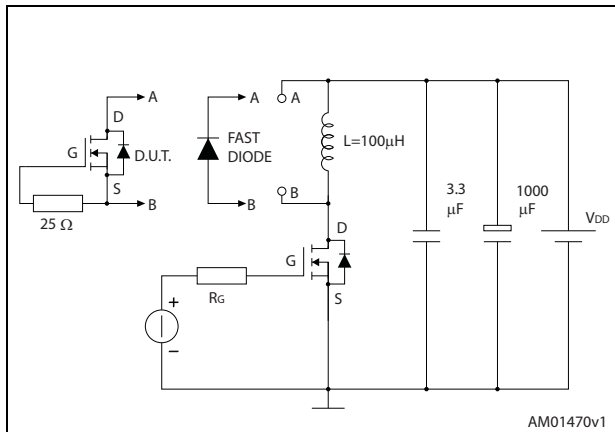 A
A
A
D
FAST
DIODE
L=100µH
G
D.U.T.
S
B
B
B
3.3
µF
1000
µF
VDD
25 Ω
D
G
RG
S
+
–
AM01470v1